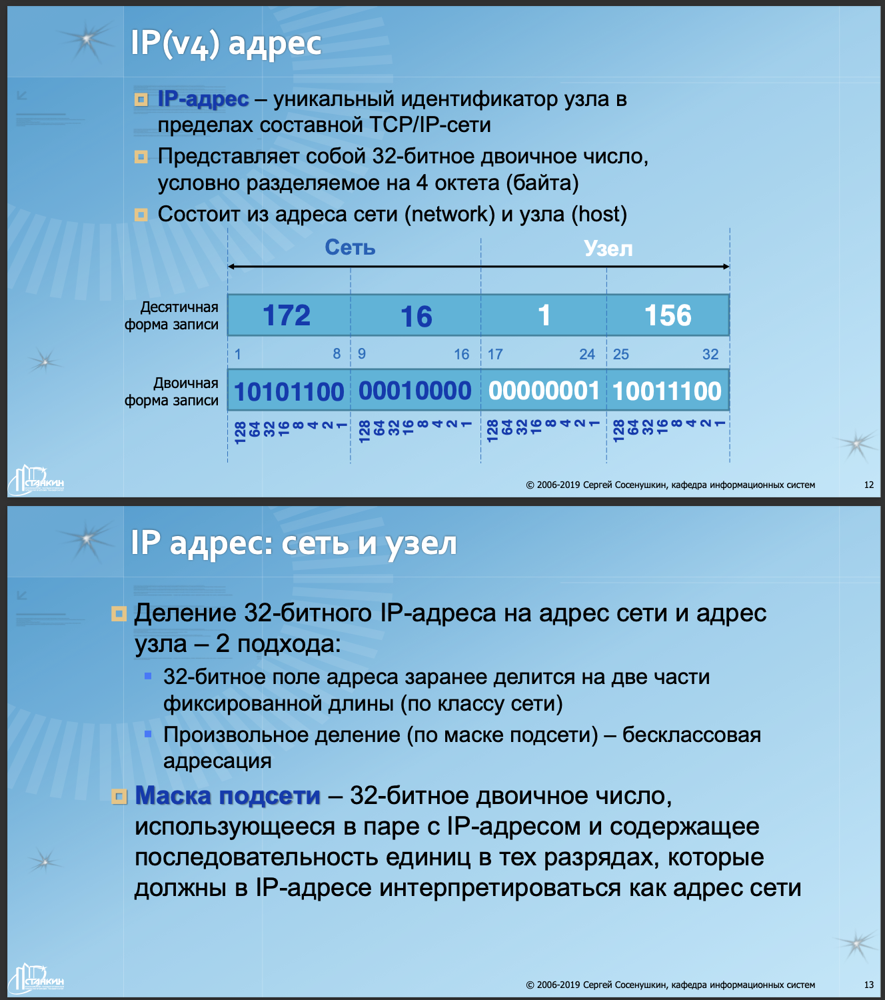 IP(v4) адрес
IP-адрес – уникальный идентификатор узла в
пределах составной TCP/IP-сети
Представляет собой 32-битное двоичное число,
условно разделяемое на 4 октета (байта)
Состоит из адреса сети (network) и узла (host)
Сеть Узел
Десятичная
форма записи
172 16 1 156
1 8 9 16 17 24 25 32
Двоичная
форма записи
10101100 00010000 00000001 10011100
128 64 32 16 8 4 2 1 128 64 32 16 8 4 2 1 128 64 32 16 8 4 2 1 128 64 32 16 8 4 2 1
СТАНКИН
© 2006-2019 Сергей Сосенушкин, кафедра информационных систем 12
IP адрес: сеть и узел
Деление 32-битного IP-адреса на адрес сети и адрес
узла – 2 подхода:
32-битное поле адреса заранее делится на две части
фиксированной длины (по классу сети)
Произвольное деление (по маске подсети) – бесклассовая
адресация
Маска подсети – 32-битное двоичное число,
использующееся в паре с IP-адресом и содержащее
последовательность единиц в тех разрядах, которые
должны в IP-адресе интерпретироваться как адрес сети
СТАНКИН
© 2006-2019 Сергей Сосенушкин, кафедра информационных систем 13